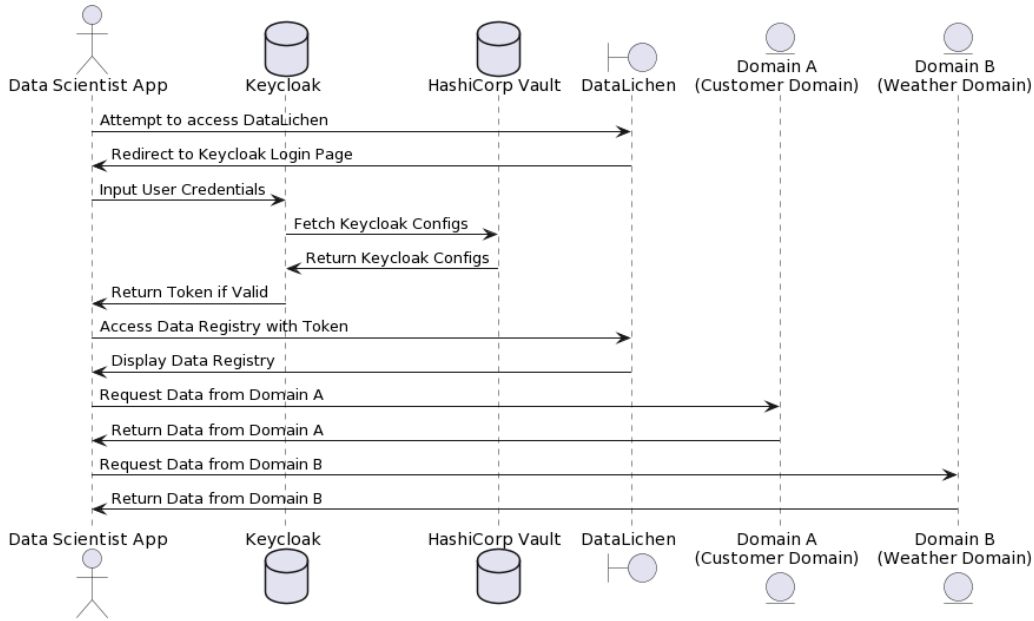 Data Scientist App
Keycloak
HashiCorp Vault
DataLichen
Domain A
(Customer Domain)
Domain B
(Weather Domain)
Attempt to access DataLichen
Redirect to Keycloak Login Page
Input User Credentials
Fetch Keycloak Configs
Return Keycloak Configs
Return Token if Valid
Access Data Registry with Token
Display Data Registry
Request Data from Domain A
Return Data from Domain A
Request Data from Domain B
Return Data from Domain B
Data Scientist App
Keycloak
HashiCorp Vault
DataLichen
Domain A
(Customer Domain)
Domain B
(Weather Domain)